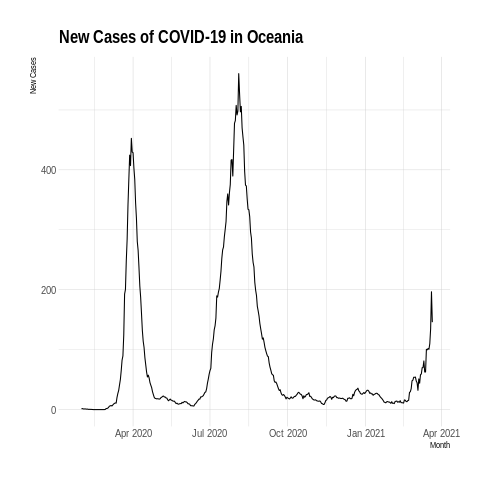 New Cases of COVID-19 in Oceania
New Cases
400
200
0
Apr 2020 Jul 2020 Oct 2020 Jan 2021 Apr 2021
Month